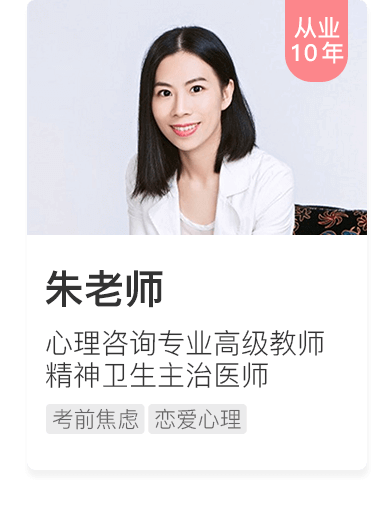 从业
10年
朱老师
心理咨询专业高级教师
精神卫生主治医师
考前焦虑 恋爱心理